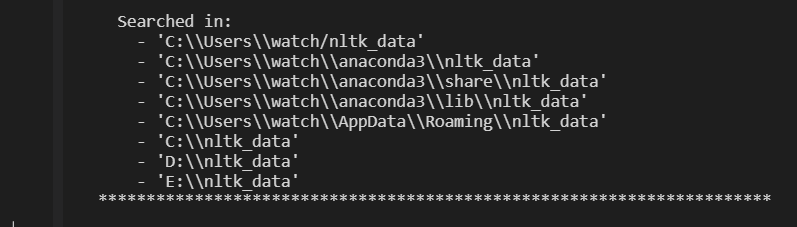 Searched in:
- 'C:\\Users\\watch/nltk_data'
- 'C:\\Users\\watch\\anaconda3\\nltk_data'
- 'C:\\Users\\watch\\anaconda3\\share\\nltk_data'
- 'C:\\Users\\watch\\anaconda3\\lib\\nltk_data'
- 'C:\\Users\\watch\\AppData\\Roaming\\nltk_data'
- 'C:\\nltk_data'
- 'D:\\nltk_data'
- 'E:\\nltk_data'
**********************************************************************